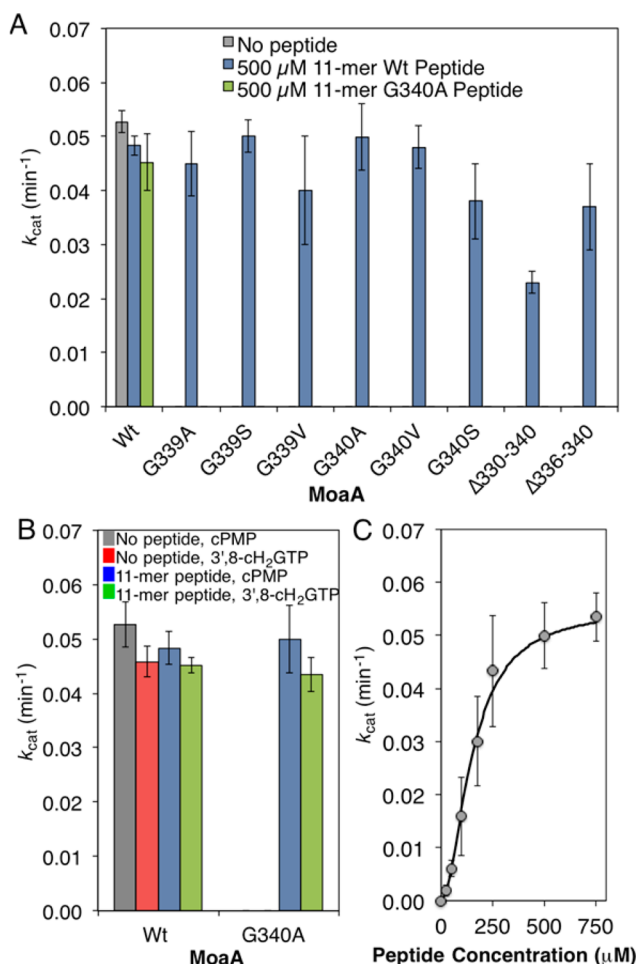 A
0.07
0.06
0.05
0.04
0.03
0.02
0.01
0.00
kcat (min-1)
No peptide
500 µM 11-mer Wt Peptide
500 µM 11-mer G340A Peptide
Wt
G339A
G339S
G339V
G340A
G340V
G340S
Δ330-340
Δ336-340
MoaA
B
0.07
0.06
0.05
0.04
0.03
0.02
0.01
0.00
kcat (min-1)
No peptide, cPMP
No peptide, 3',8-cH2GTP
11-mer peptide, cPMP
11-mer peptide, 3',8-cH2GTP
Wt
G340A
MoaA
C
0.07
0.06
0.05
0.04
0.03
0.02
0.01
0.00
kcat (min-1)
0
250
500
750
Peptide Concentration (µM)